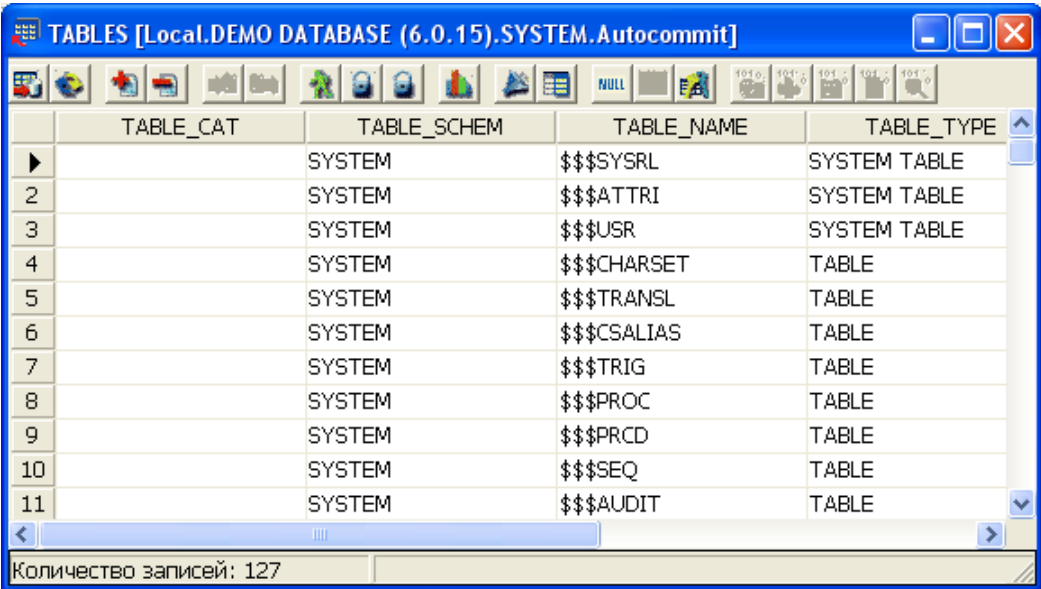 TABLES [Local.DEMO DATABASE (6.0.15).SYSTEM.Autocommit]
NULL
TABLE_CAT TABLE_SCHEM TABLE_NAME TABLE_TYPE
SYSTEM $$$SYSRL SYSTEM TABLE
2 SYSTEM $$$ATTRI SYSTEM TABLE
3 SYSTEM $$$USR SYSTEM TABLE
4 SYSTEM $$$CHARSET TABLE
5 SYSTEM $$$TRANSL TABLE
6 SYSTEM $$$CSALIAS TABLE
7 SYSTEM $$$TRIG TABLE
8 SYSTEM $$$PROC TABLE
9 SYSTEM $$$PRCD TABLE
10 SYSTEM $$$SEQ TABLE
11 SYSTEM $$$AUDIT TABLE
Количество записей: 127